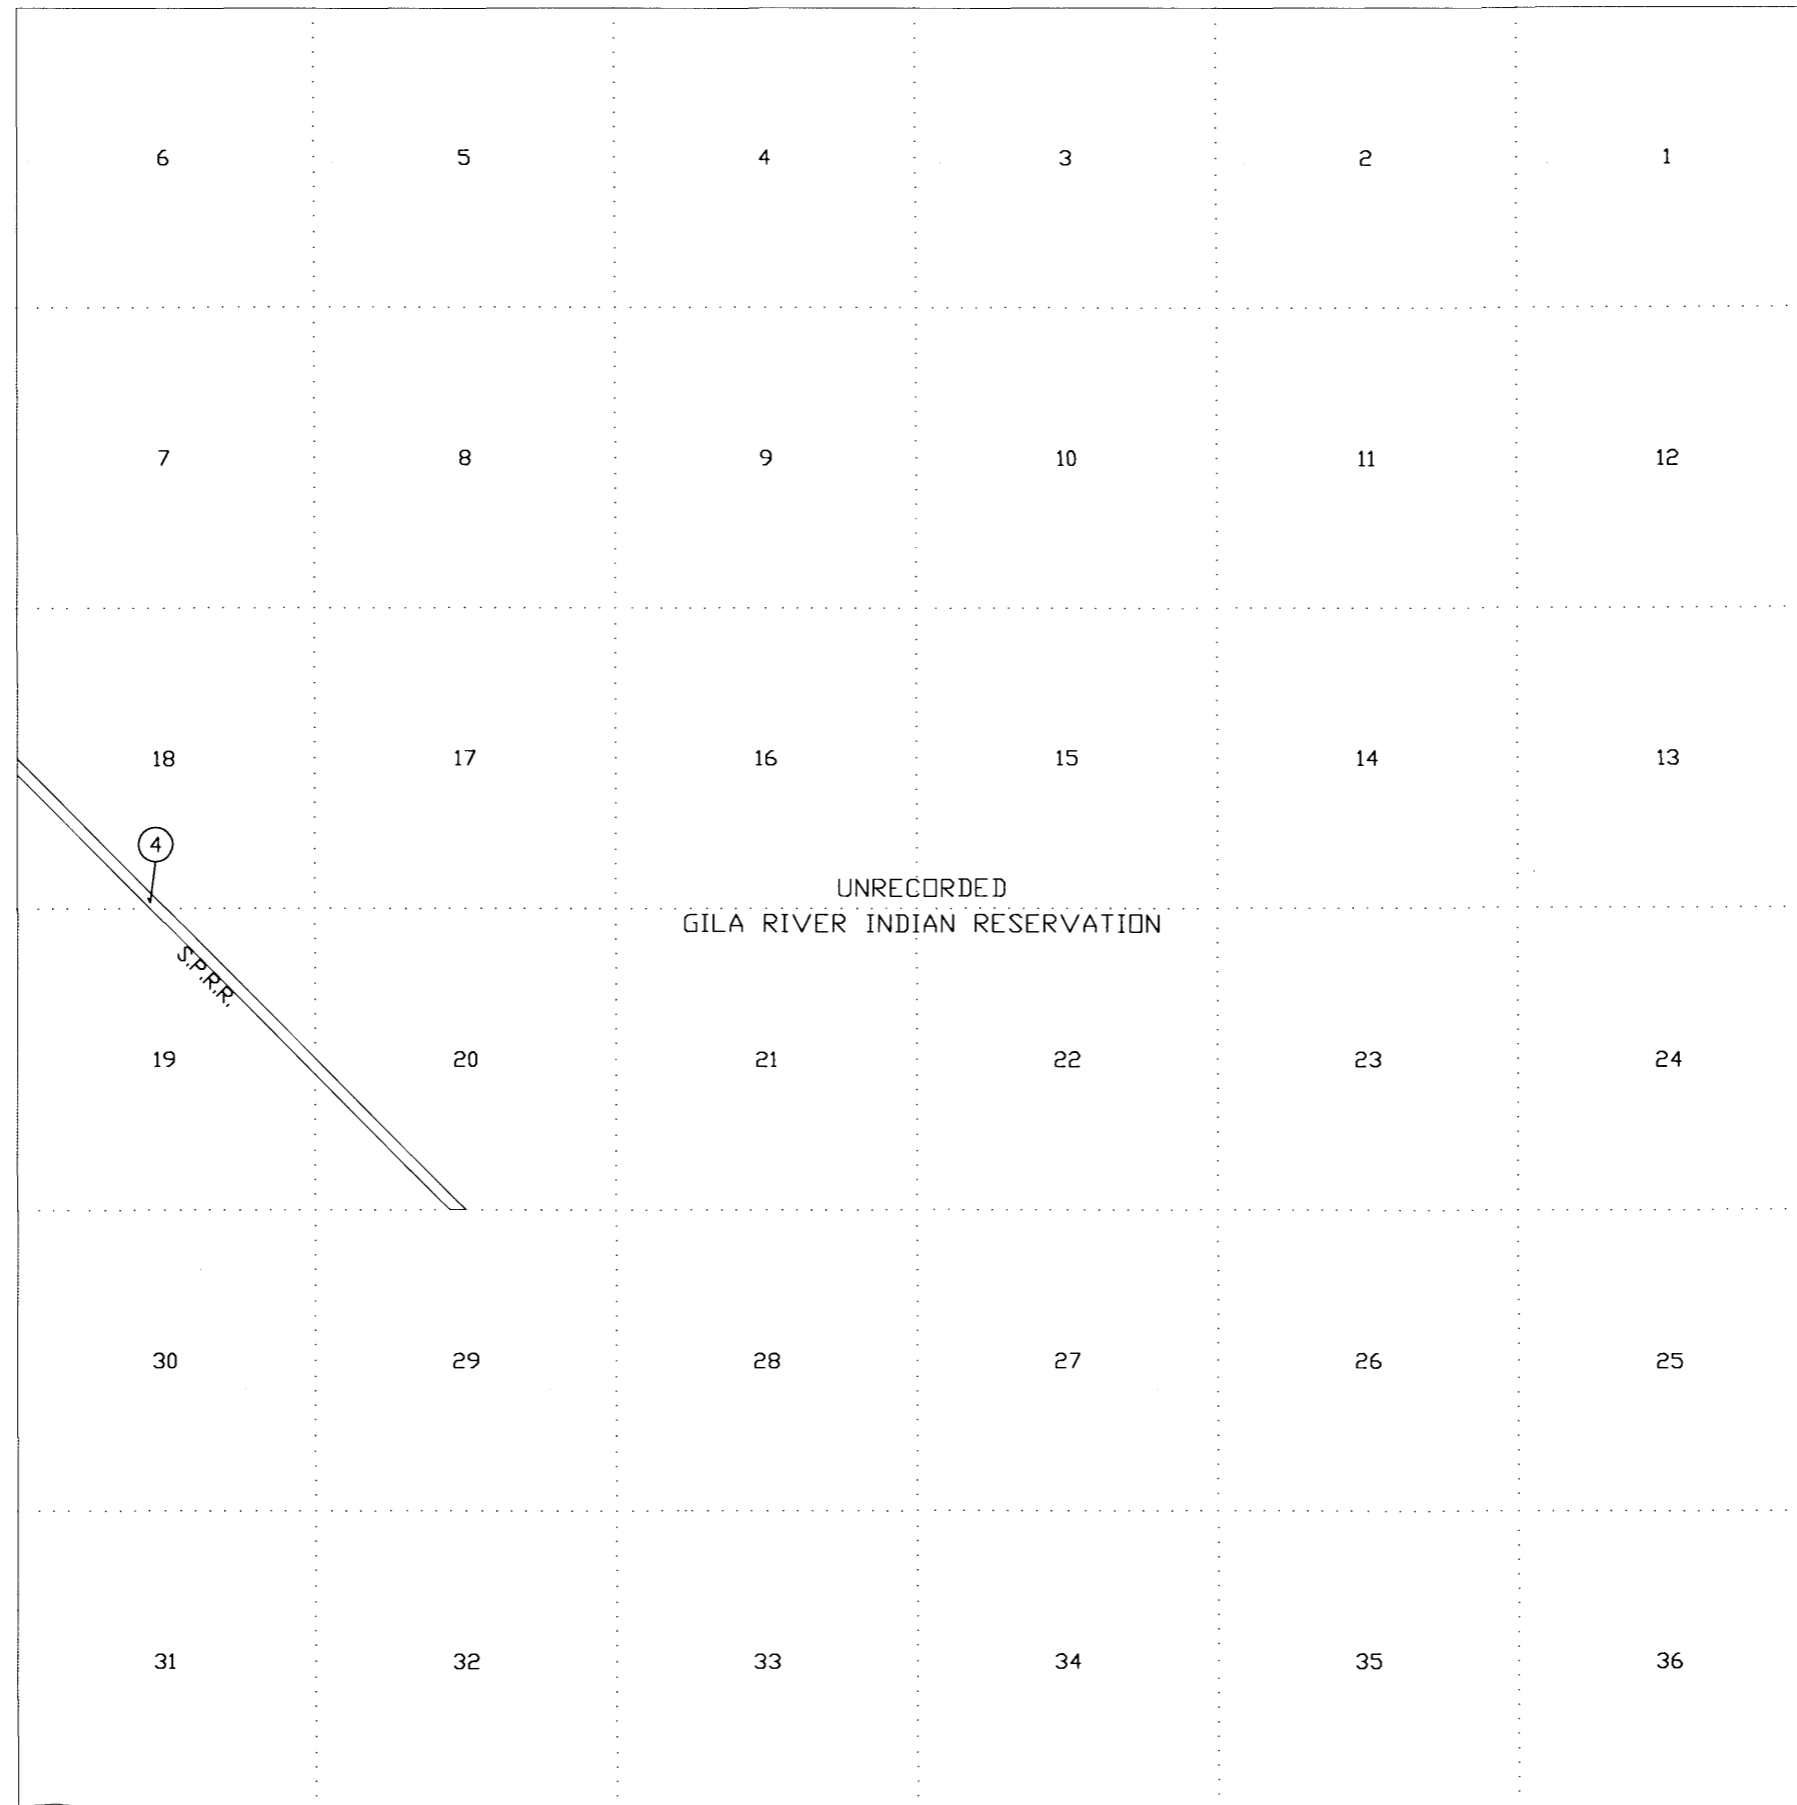 6 5 4 3 2 1
7 8 9 10 11 12
18 17 16 15 14 13
4
UNRECORDED
GILA RIVER INDIAN RESERVATION
S.P.R.R.
19 20 21 22 23 24
30 29 28 27 26 25
31 32 33 34 35 36